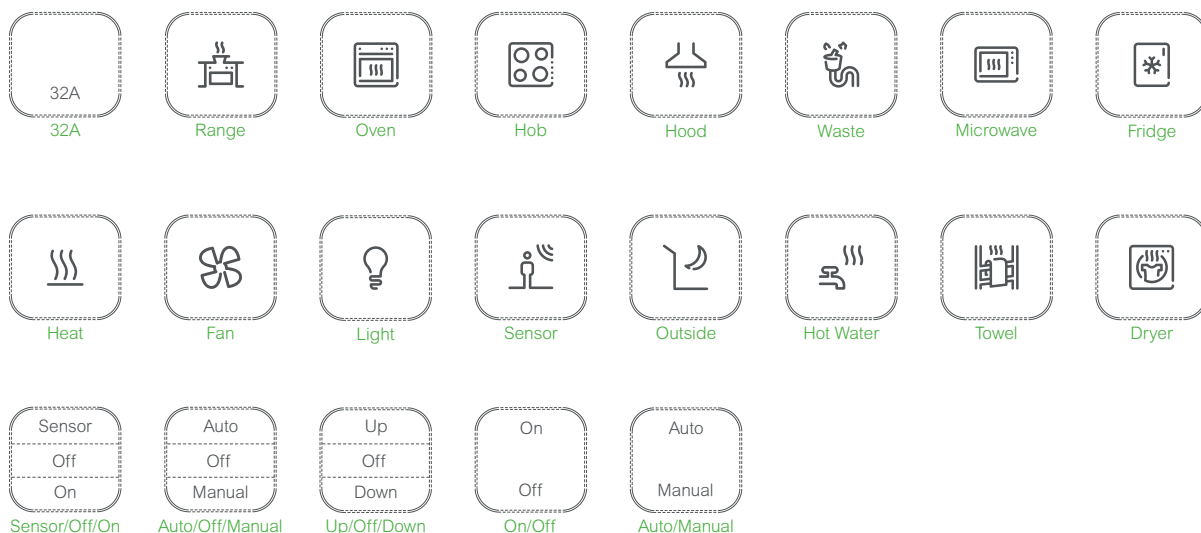 32A
32A
Range
Oven
Hob
Hood
Waste
Microwave
Fridge
Heat
Fan
Light
Sensor
Outside
Hot Water
Towel
Dryer
Sensor
Off
On
Sensor/Off/On
Auto
Off
Manual
Auto/Off/Manual
Up
Off
Down
Up/Off/Down
On
Off
On/Off
Auto
Manual
Auto/Manual